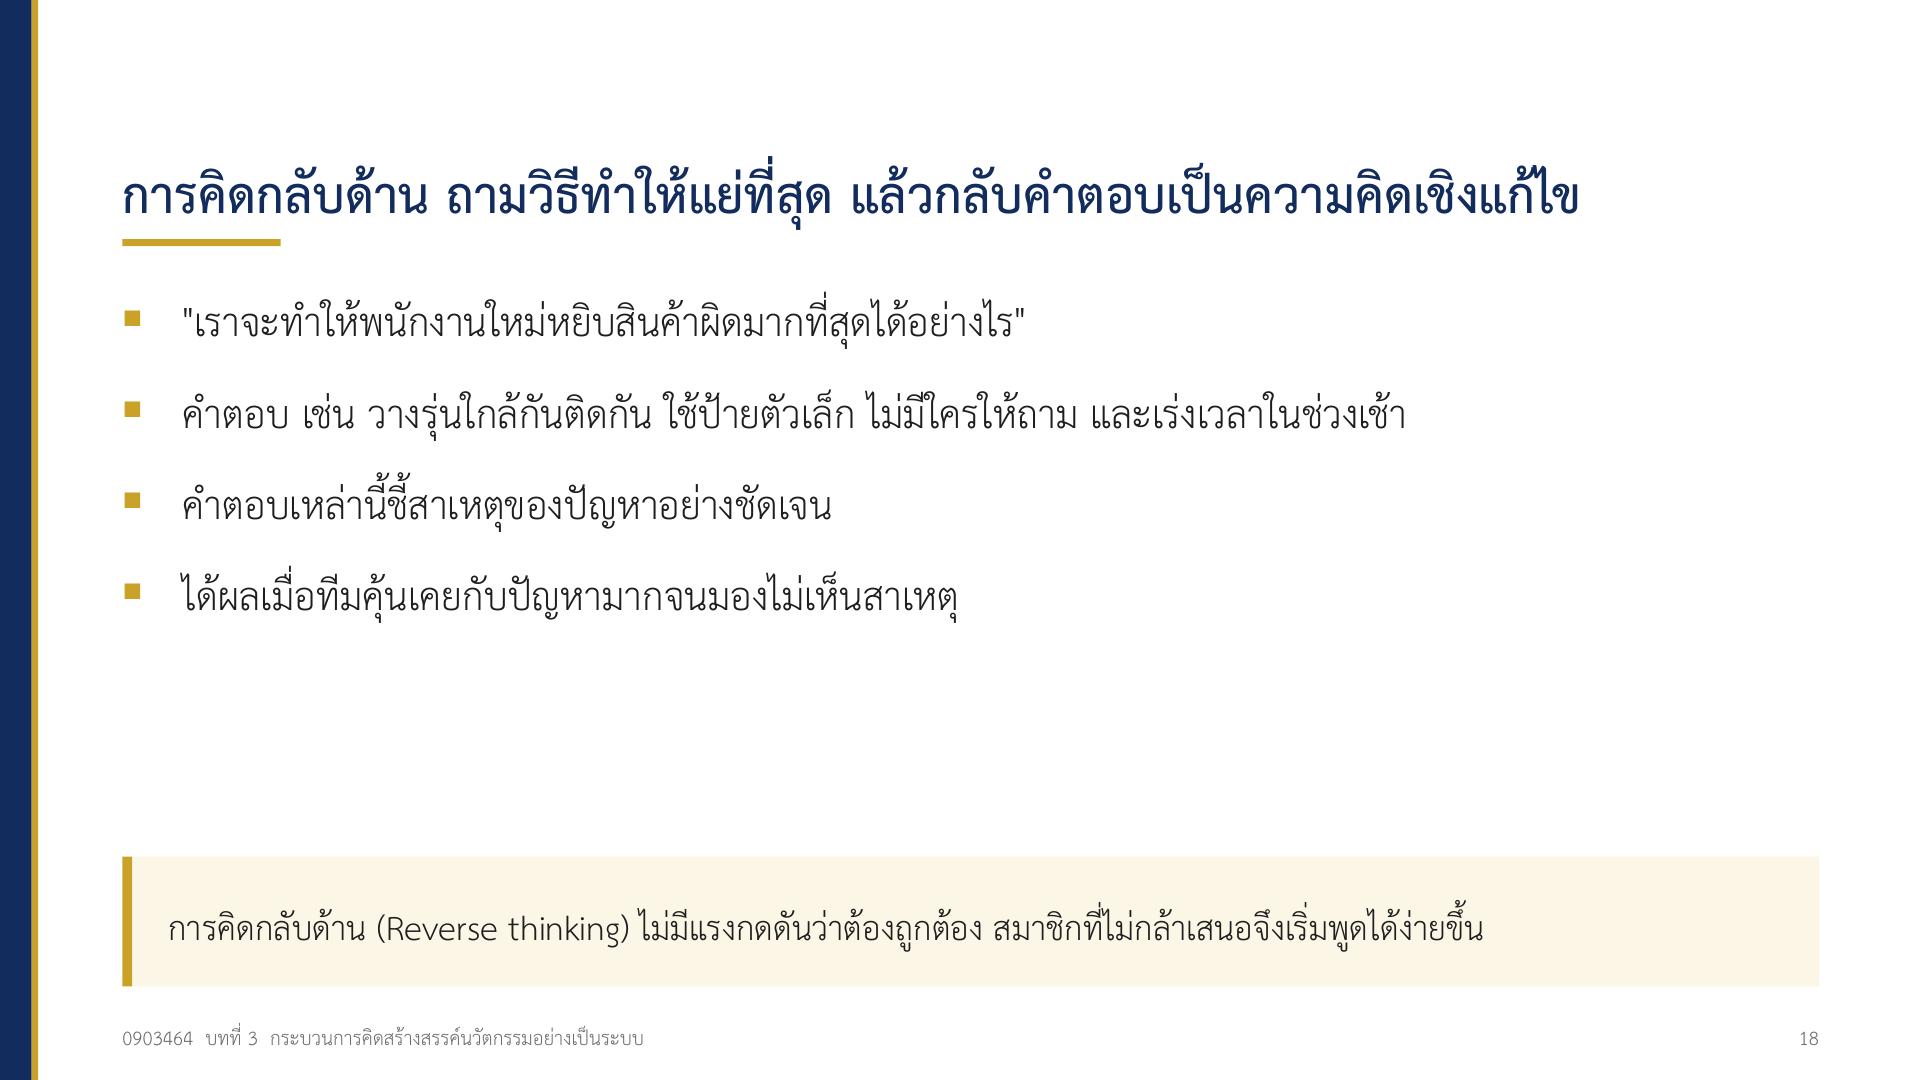 การคิดกลับด้าน ถามวิธีทำให้แย่ที่สุด แล้วกลับคำตอบเป็นความคิดเชิงแก้ไข
"เราจะทำให้พนักงานใหม่หยิบสินค้าผิดมากที่สุดได้อย่างไร"
คำตอบ เช่น วางรุ่นใกล้กันติดกัน ใช้ป้ายตัวเล็ก ไม่มีใครให้ถาม และเร่งเวลาในช่วงเช้า
คำตอบเหล่านี้ชี้สาเหตุของปัญหาอย่างชัดเจน
ได้ผลเมื่อทีมคุ้นเคยกับปัญหามากจนมองไม่เห็นสาเหตุ
การคิดกลับด้าน (Reverse thinking) ไม่มีแรงกดดันว่าต้องถูกต้อง สมาชิกที่ไม่กล้าเสนอจึงเริ่มพูดได้ง่ายขึ้น
0903464 บทที่ 3 กระบวนการคิดสร้างสรรค์นวัตกรรมอย่างเป็นระบบ
18